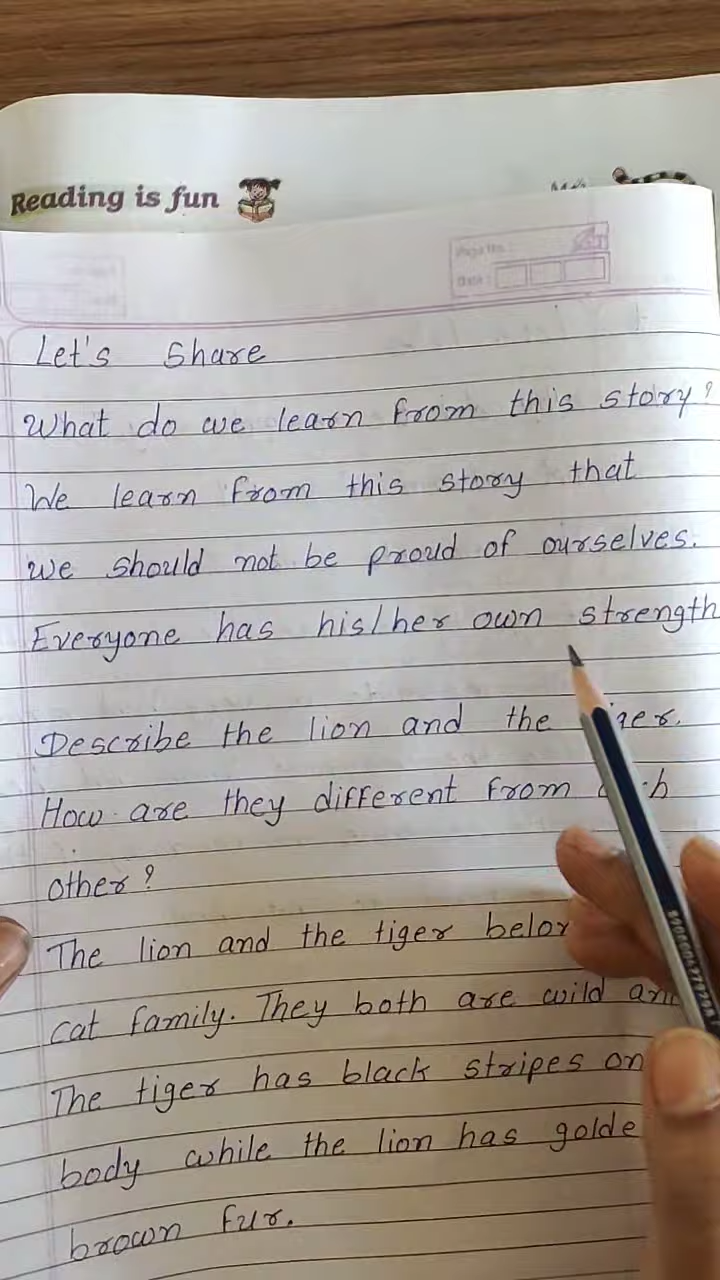 Reading is fun
Page No.
Date :
Let's Share
What do we learn from this story?
We learn from this story that
we should not be proud of ourselves.
Everyone has his/her own strength
Describe the lion and the
How are they different from
other?
The lion and the tiger
cat family. They both are wild
The tiger has black stripes on
body while the lion has
brown fur.